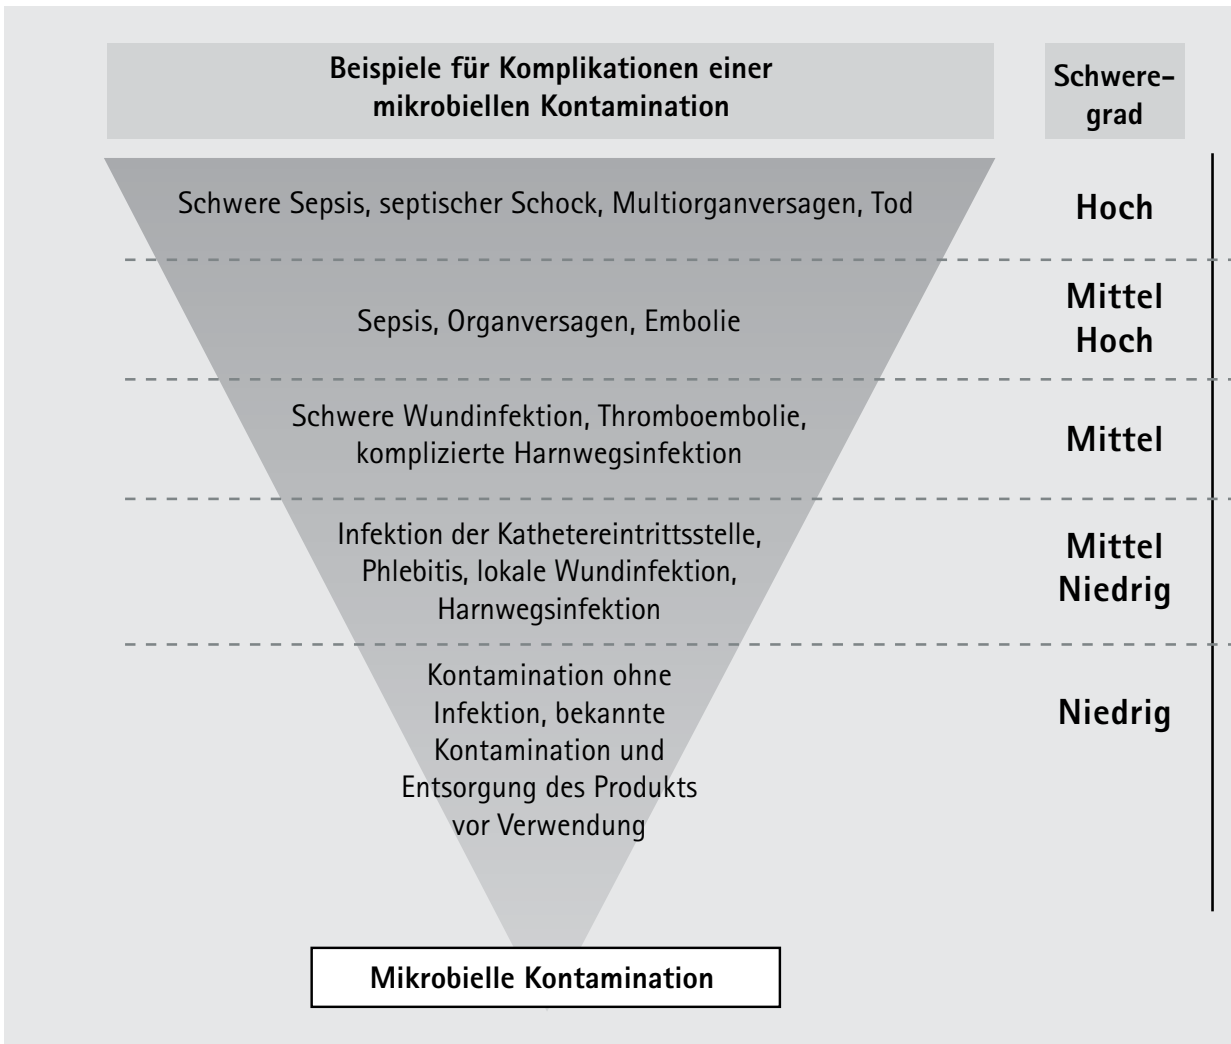 Beispiele für Komplikationen einer
mikrobiellen Kontamination
Schwere-
grad
Schwere Sepsis, septischer Schock, Multiorganversagen, Tod
Hoch
Sepsis, Organversagen, Embolie
Mittel
Hoch
Schwere Wundinfektion, Thromboembolie,
komplizierte Harnwegsinfektion
Mittel
Infektion der Kathetereintrittsstelle,
Phlebitis, lokale Wundinfektion,
Harnwegsinfektion
Mittel
Niedrig
Kontamination ohne
Infektion, bekannte
Kontamination und
Entsorgung des Produkts
vor Verwendung
Niedrig
Mikrobielle Kontamination